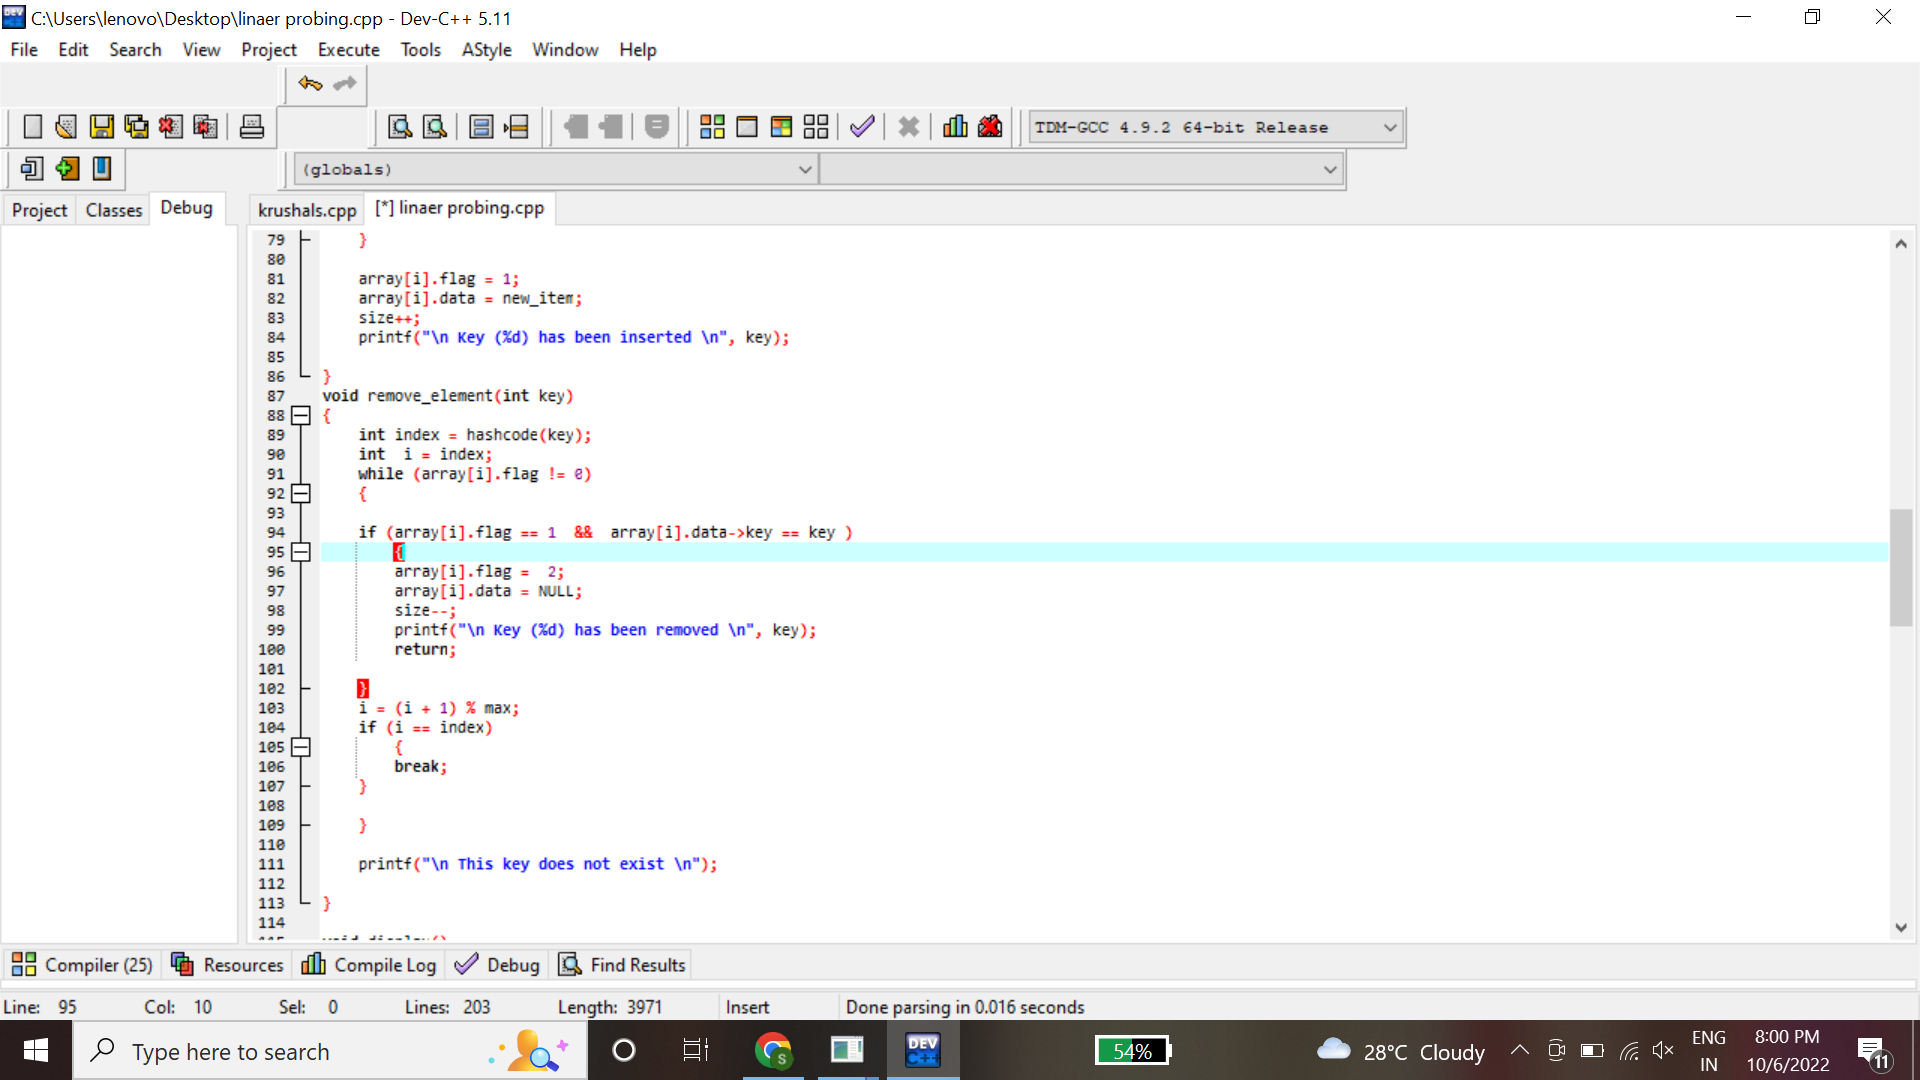 C:\Users\lenovo\Desktop\linaer probing.cpp - Dev-C++ 5.11
File Edit Search View Project Execute Tools AStyle Window Help
TDM-GCC 4.9.2 64-bit Release
(globals)
Project Classes Debug krushals.cpp [*] linaer probing.cpp
79 }
80
81 array[i].flag = 1;
82 array[i].data = new_item;
83 size++;
84 printf("\n Key (%d) has been inserted \n", key);
85
86 }
87 void remove_element(int key)
88 {
89 int index = hashcode(key);
90 int  i = index;
91 while (array[i].flag != 0)
92 {
93
94 if (array[i].flag == 1  &&  array[i].data->key == key )
95 {
96 array[i].flag =  2;
97 array[i].data = NULL;
98 size--;
99 printf("\n Key (%d) has been removed \n", key);
100 return;
101
102 }
103 i = (i + 1) % max;
104 if (i == index)
105 {
106 break;
107 }
108
109 }
110
111 printf("\n This key does not exist \n");
112
113 }
114
Compiler (25) Resources Compile Log Debug Find Results
Line: 95 Col: 10 Sel: 0 Lines: 203 Length: 3971 Insert Done parsing in 0.016 seconds
Type here to search
DEV C++
S
54%
28°C Cloudy
ENG
IN
8:00 PM
10/6/2022
11